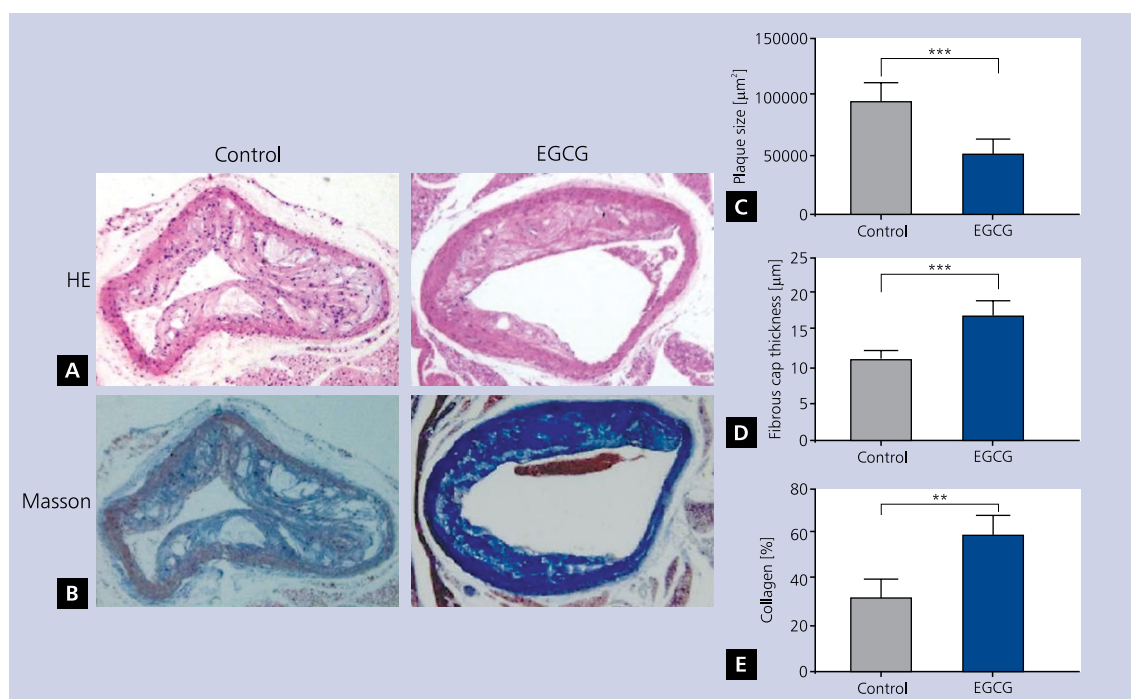 Control
EGCG
HE
A
Masson
B
150000
100000
50000
0
Plaque size [μm²]
***
Control
EGCG
C
25
20
15
10
5
0
Fibrous cap thickness [μm]
***
Control
EGCG
D
80
60
40
20
0
Collagen [%]
**
Control
EGCG
E